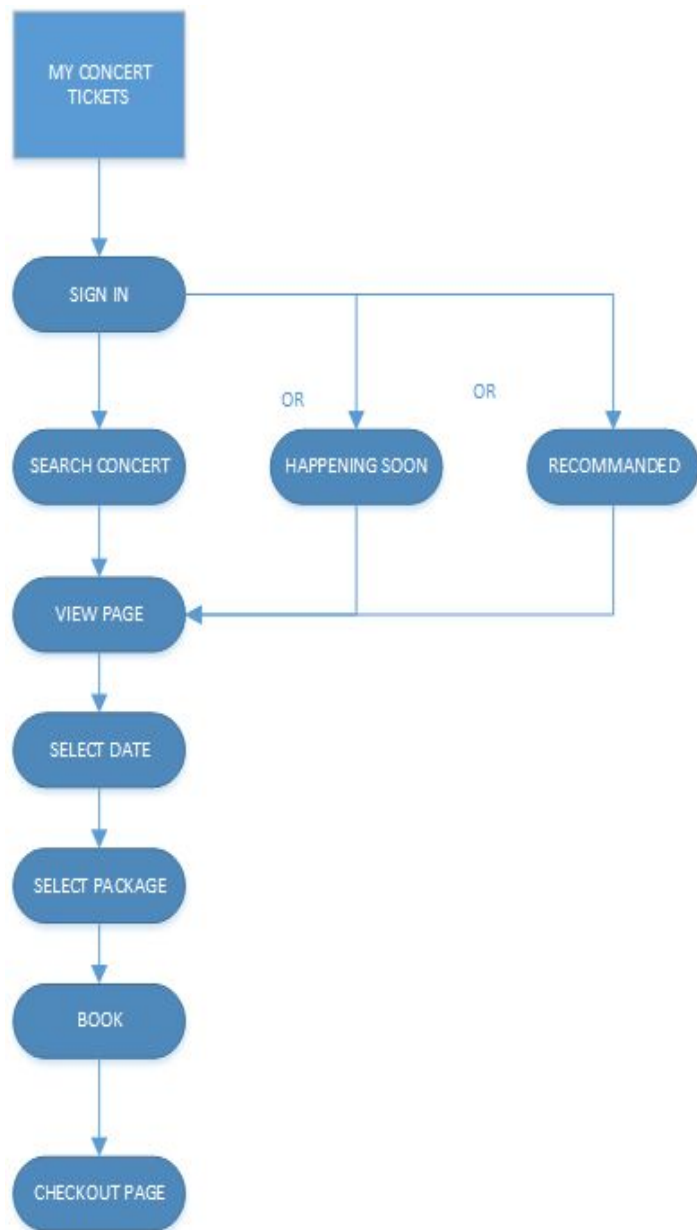 MY CONCERT
TICKETS
SIGN IN
OR
OR
SEARCH CONCERT
HAPPENING SOON
RECOMMANDED
VIEW PAGE
SELECT DATE
SELECT PACKAGE
BOOK
CHECKOUT PAGE